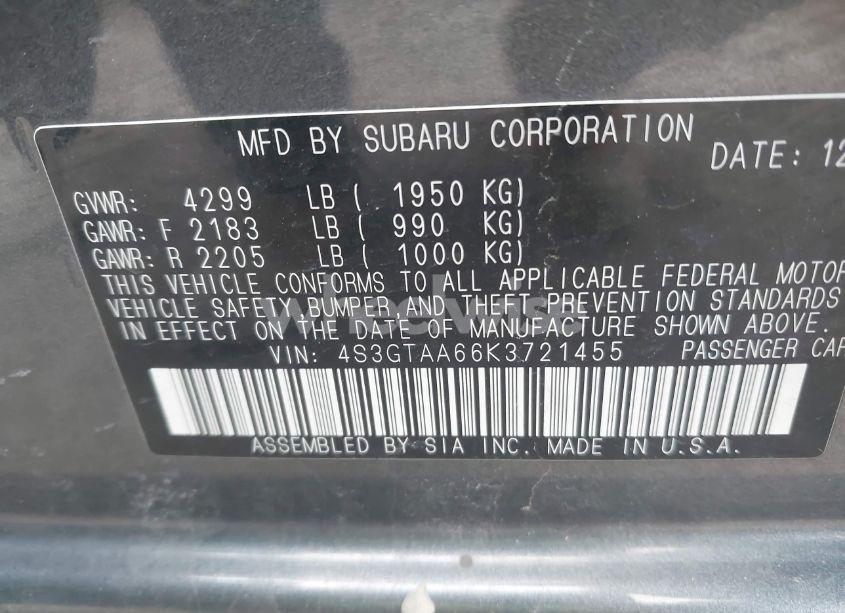 MFD BY SUBARU CORPORATION
DATE: 12
GVWR: 4299 LB ( 1950 KG)
GAWR: F 2183 LB ( 990 KG)
GAWR: R 2205 LB ( 1000 KG)
THIS VEHICLE CONFORMS TO ALL APPLICABLE FEDERAL MOTOR
VEHICLE SAFETY,BUMPER,AND THEFT PREVENTION STANDARDS
IN EFFECT ON THE DATE OF MANUFACTURE SHOWN ABOVE.
VIN: 4S3GTAA66K3721455 PASSENGER CAR
ASSEMBLED BY SIA INC. MADE IN U.S.A.